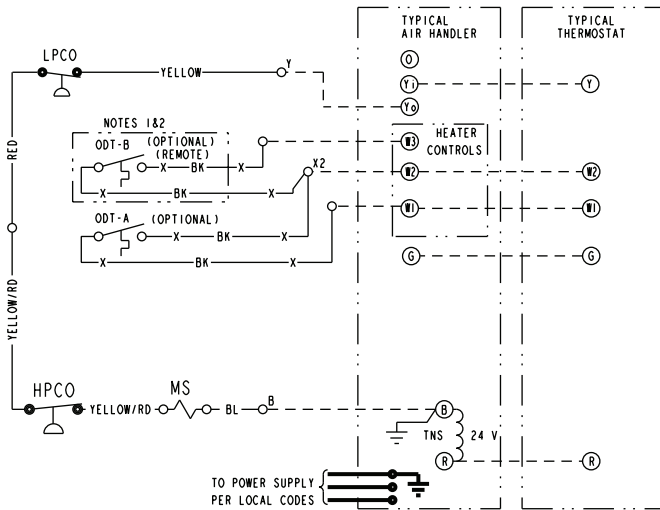 TYPICAL
AIR HANDLER
TYPICAL
THERMOSTAT
LPCO
YELLOW
Y
O
Yi
Y
Yo
RED
NOTES 1&2
ODT-B
(OPTIONAL)
(REMOTE)
X
BK
X
W3
HEATER
CONTROLS
X2
W2
W2
X
BK
X
ODT-A
(OPTIONAL)
W1
W1
X
BK
X
X
BK
X
G
G
YELLOW/RD
HPCO
YELLOW/RD
MS
BL
B
B
TNS
24 V
R
R
TO POWER SUPPLY
PER LOCAL CODES